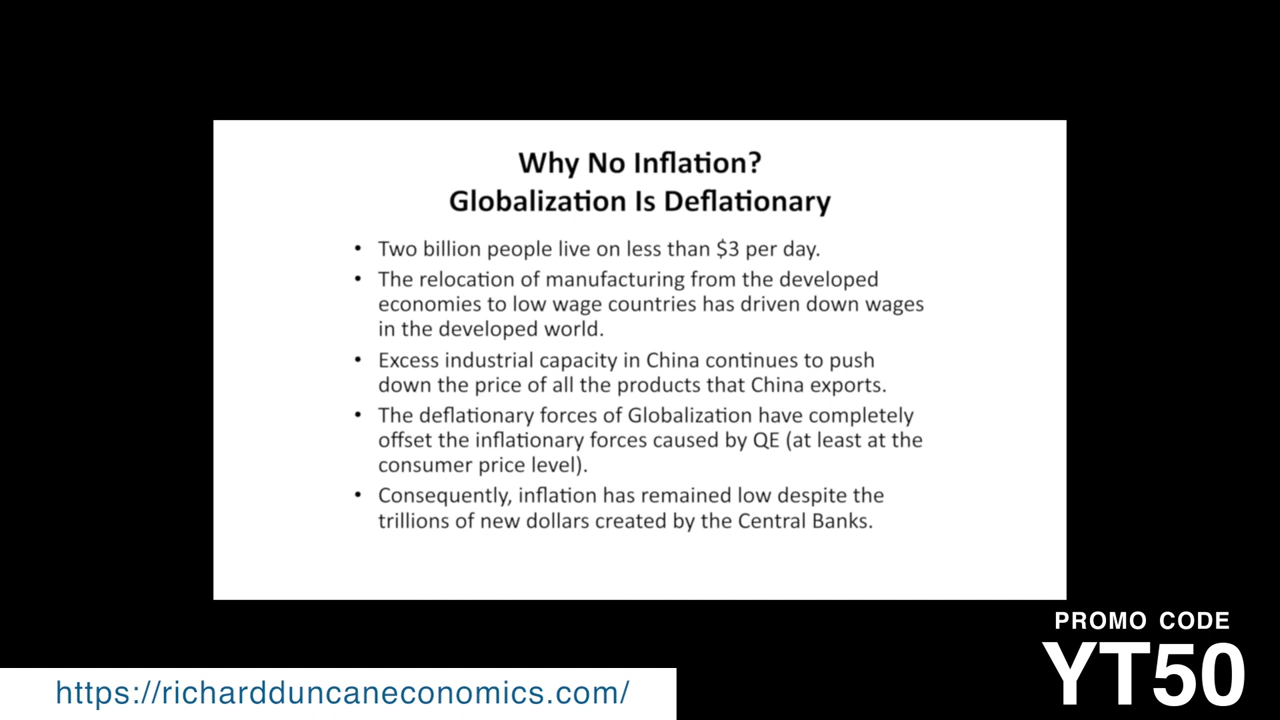 Why No Inflation?
Globalization Is Deflationary
• Two billion people live on less than $3 per day.
• The relocation of manufacturing from the developed
economies to low wage countries has driven down wages
in the developed world.
• Excess industrial capacity in China continues to push
down the price of all the products that China exports.
• The deflationary forces of Globalization have completely
offset the inflationary forces caused by QE (at least at the
consumer price level).
• Consequently, inflation has remained low despite the
trillions of new dollars created by the Central Banks.
PROMO CODE
YT50
https://richardduncaneconomics.com/